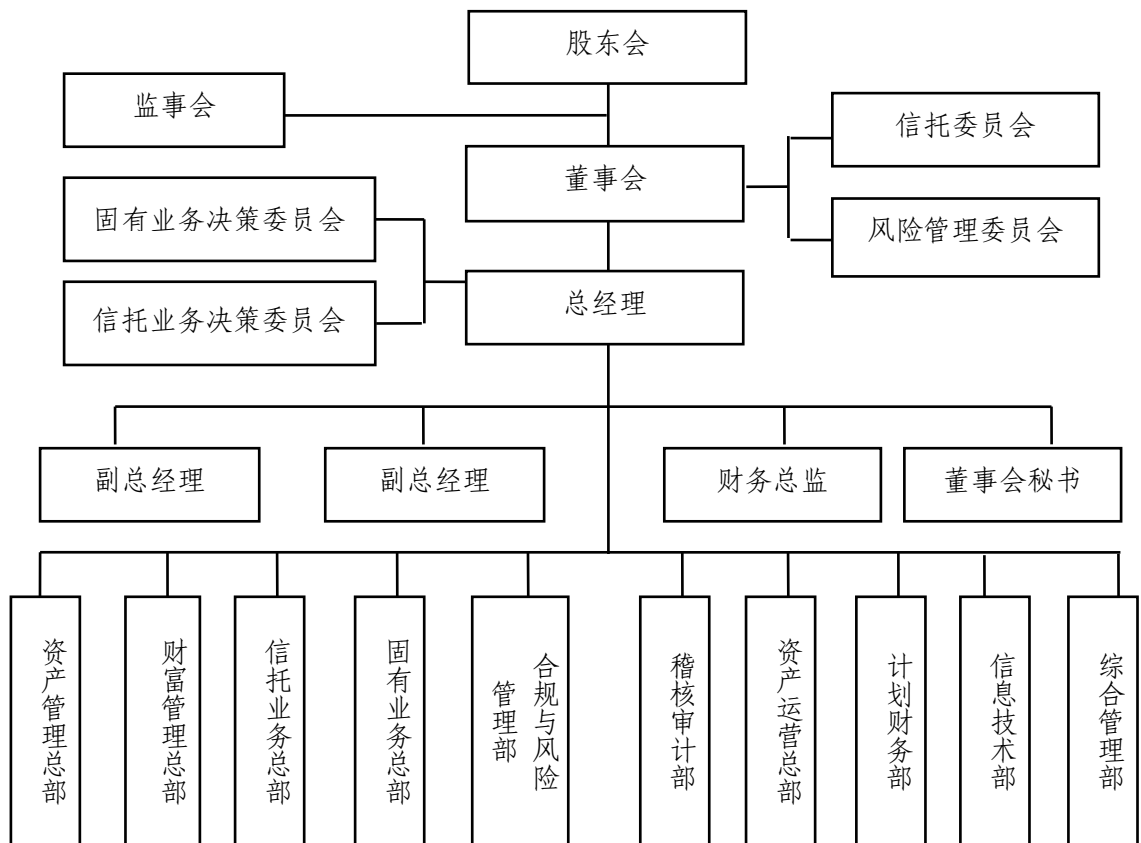 股东会
监事会
信托委员会
董事会
固有业务决策委员会
风险管理委员会
总经理
信托业务决策委员会
副总经理
副总经理
财务总监
董事会秘书
资产管理总部
财富管理总部
信托业务总部
固有业务总部
合规与风险
管理部
稽核审计部
资产运营总部
计划财务部
信息技术部
综合管理部